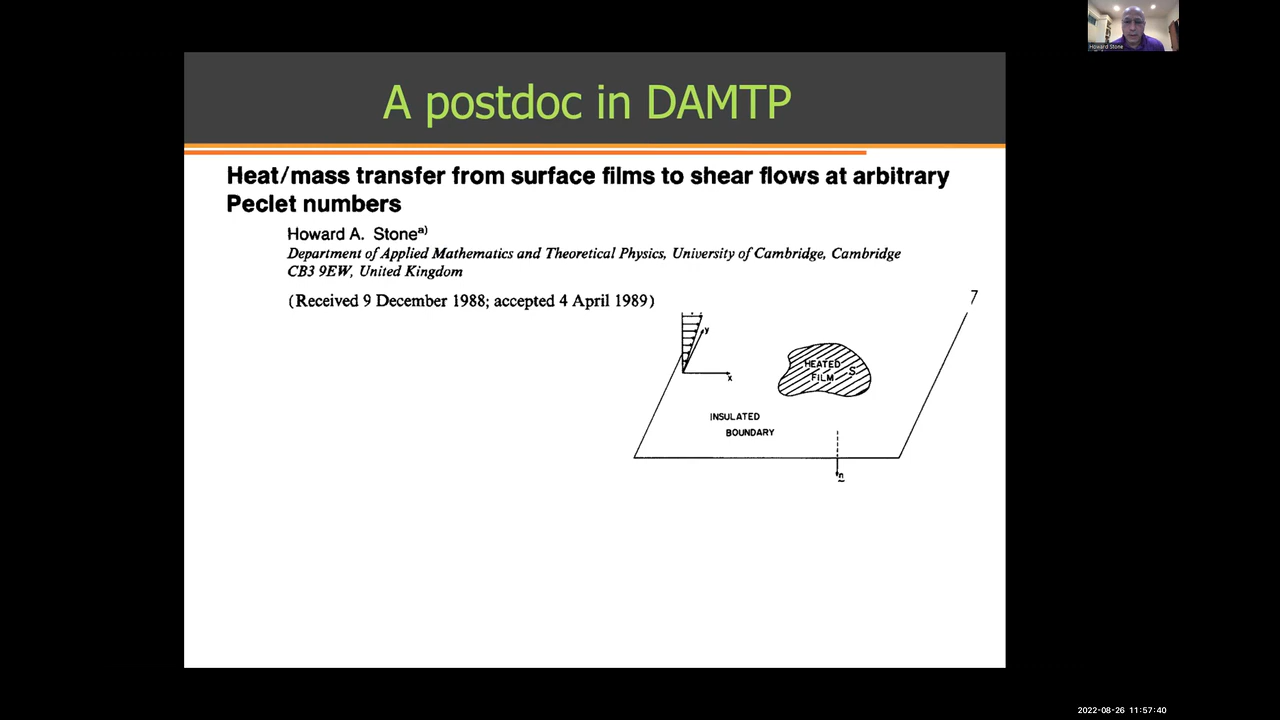 Howard Stone
A postdoc in DAMTP
Heat/mass transfer from surface films to shear flows at arbitrary
Peclet numbers
Howard A. Stone a)
Department of Applied Mathematics and Theoretical Physics, University of Cambridge, Cambridge
CB3 9EW, United Kingdom
(Received 9 December 1988; accepted 4 April 1989)
y
x
HEATED
FILM
S
INSULATED
BOUNDARY
n
2022-08-26 11:57:40